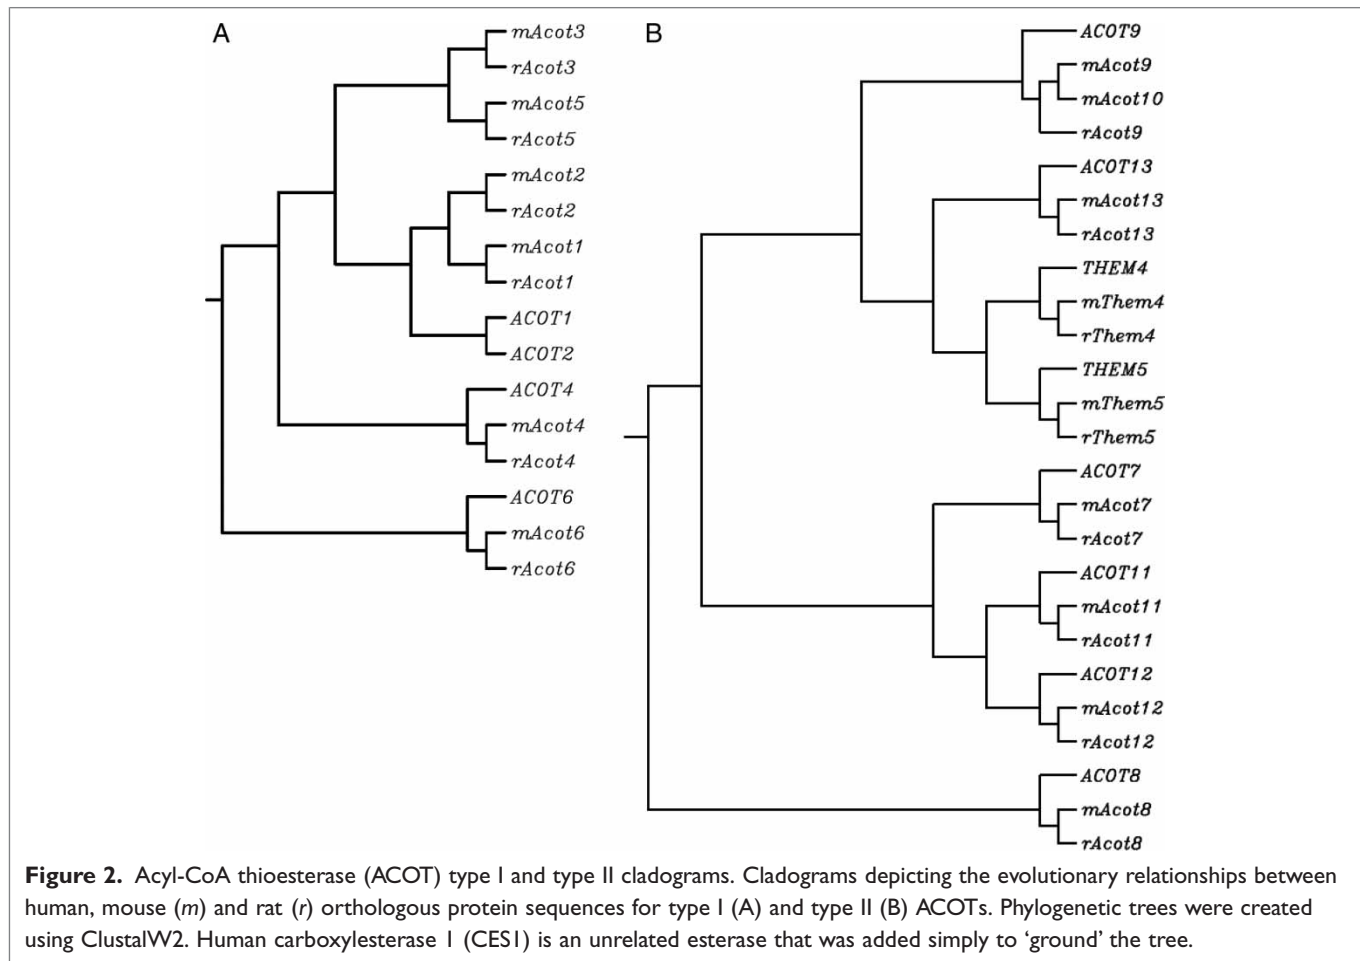 A
mAcot3
rAcot3
mAcot5
rAcot5
mAcot2
rAcot2
mAcot1
rAcot1
ACOT1
ACOT2
ACOT4
mAcot4
rAcot4
ACOT6
mAcot6
rAcot6
B
ACOT9
mAcot9
mAcot10
rAcot9
ACOT13
mAcot13
rAcot13
THEM4
mThem4
rThem4
THEM5
mThem5
rThem5
ACOT7
mAcot7
rAcot7
ACOT11
mAcot11
rAcot11
ACOT12
mAcot12
rAcot12
ACOT8
mAcot8
rAcot8
Figure 2. Acyl-CoA thioesterase (ACOT) type I and type II cladograms. Cladograms depicting the evolutionary relationships between
human, mouse (m) and rat (r) orthologous protein sequences for type I (A) and type II (B) ACOTs. Phylogenetic trees were created
using ClustalW2. Human carboxylesterase 1 (CES1) is an unrelated esterase that was added simply to ‘ground’ the tree.